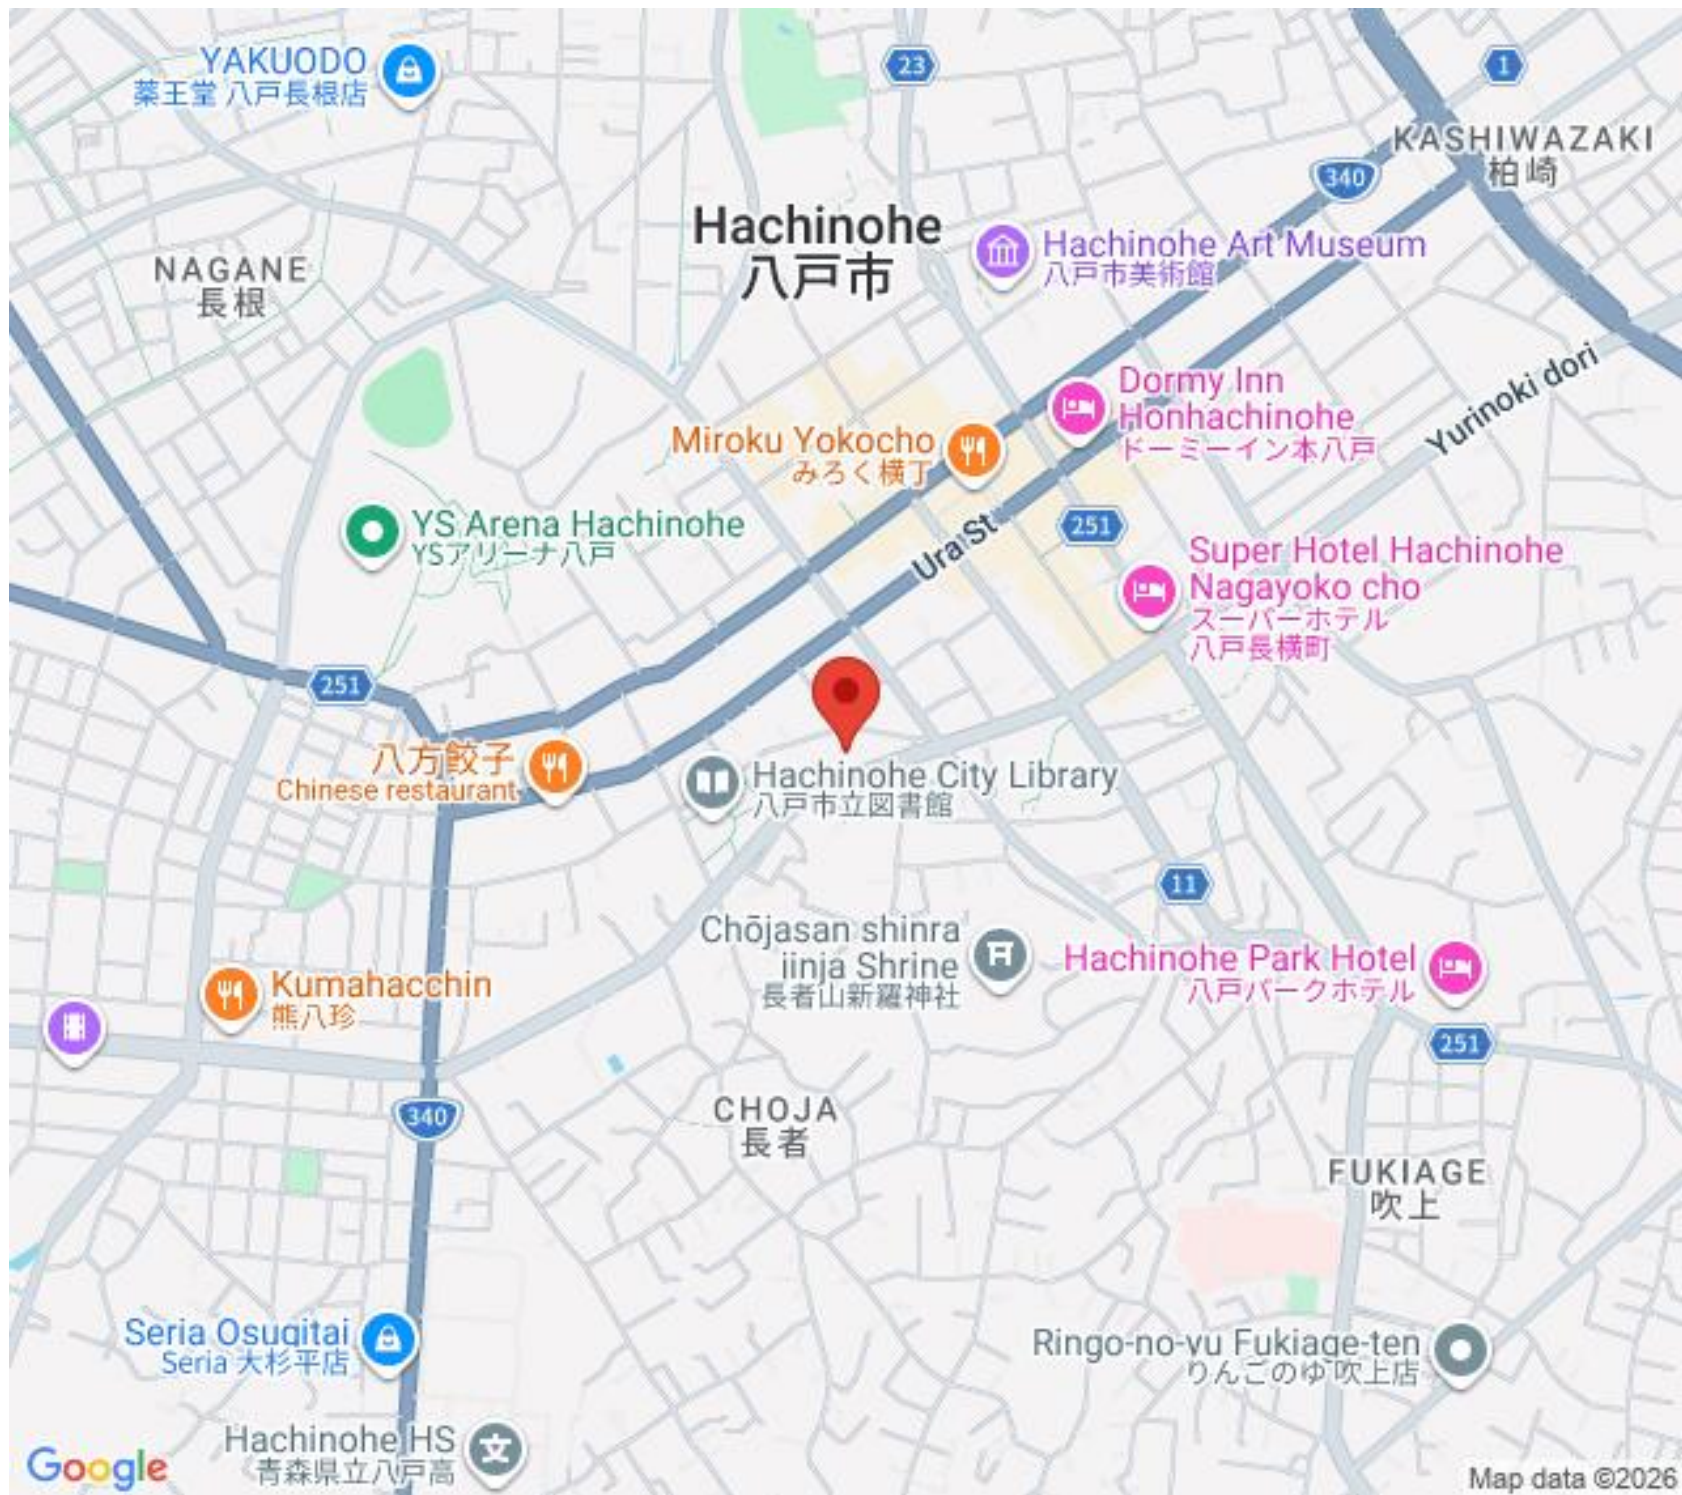 YAKUODO
薬王堂 八戸長根店
23
1
KASHIWAZAKI
柏崎
340
Hachinohe
八戸市
Hachinohe Art Museum
八戸市美術館
NAGANE
長根
Dormy Inn
Honhachinohe
ドーミーイン本八戸
Yurinoki dori
Miroku Yokocho
みろく横丁
YS Arena Hachinohe
YSアリーナ八戸
Ura St
251
Super Hotel Hachinohe
Nagayoko cho
スーパーホテル
八戸長横町
251
八方餃子
Chinese restaurant
Hachinohe City Library
八戸市立図書館
11
Chōjasan shinra
jinja Shrine
長者山新羅神社
Hachinohe Park Hotel
八戸パークホテル
Kumahacchin
熊八珍
251
340
CHOJA
長者
FUKIAGE
吹上
Seria Osugitai
Seria 大杉平店
Ringo-no-yu Fukiage-ten
りんごのゆ 吹上店
Hachinohe HS
青森県立八戸高
Google
Map data ©2026